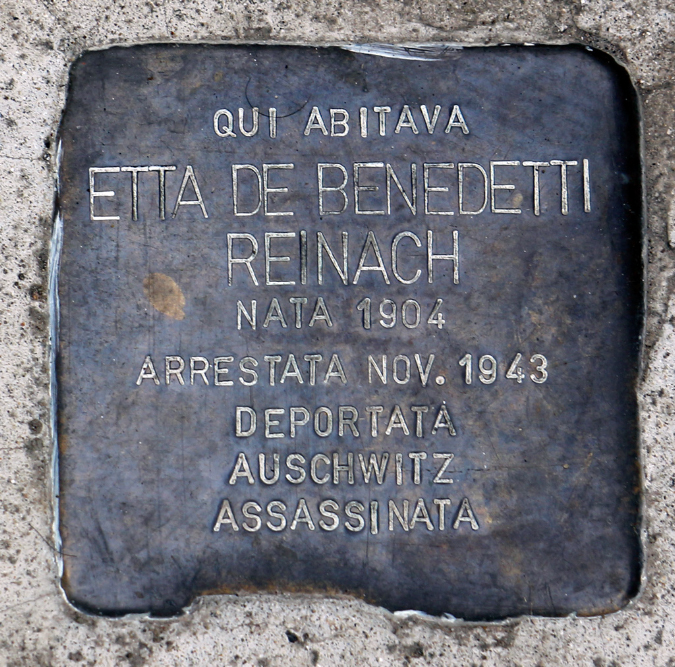 QUI ABITAVA
ETTA DE BENEDETTI
REINACH
NATA 1904
ARRESTATA NOV. 1943
DEPORTATA
AUSCHWITZ
ASSASSINATA